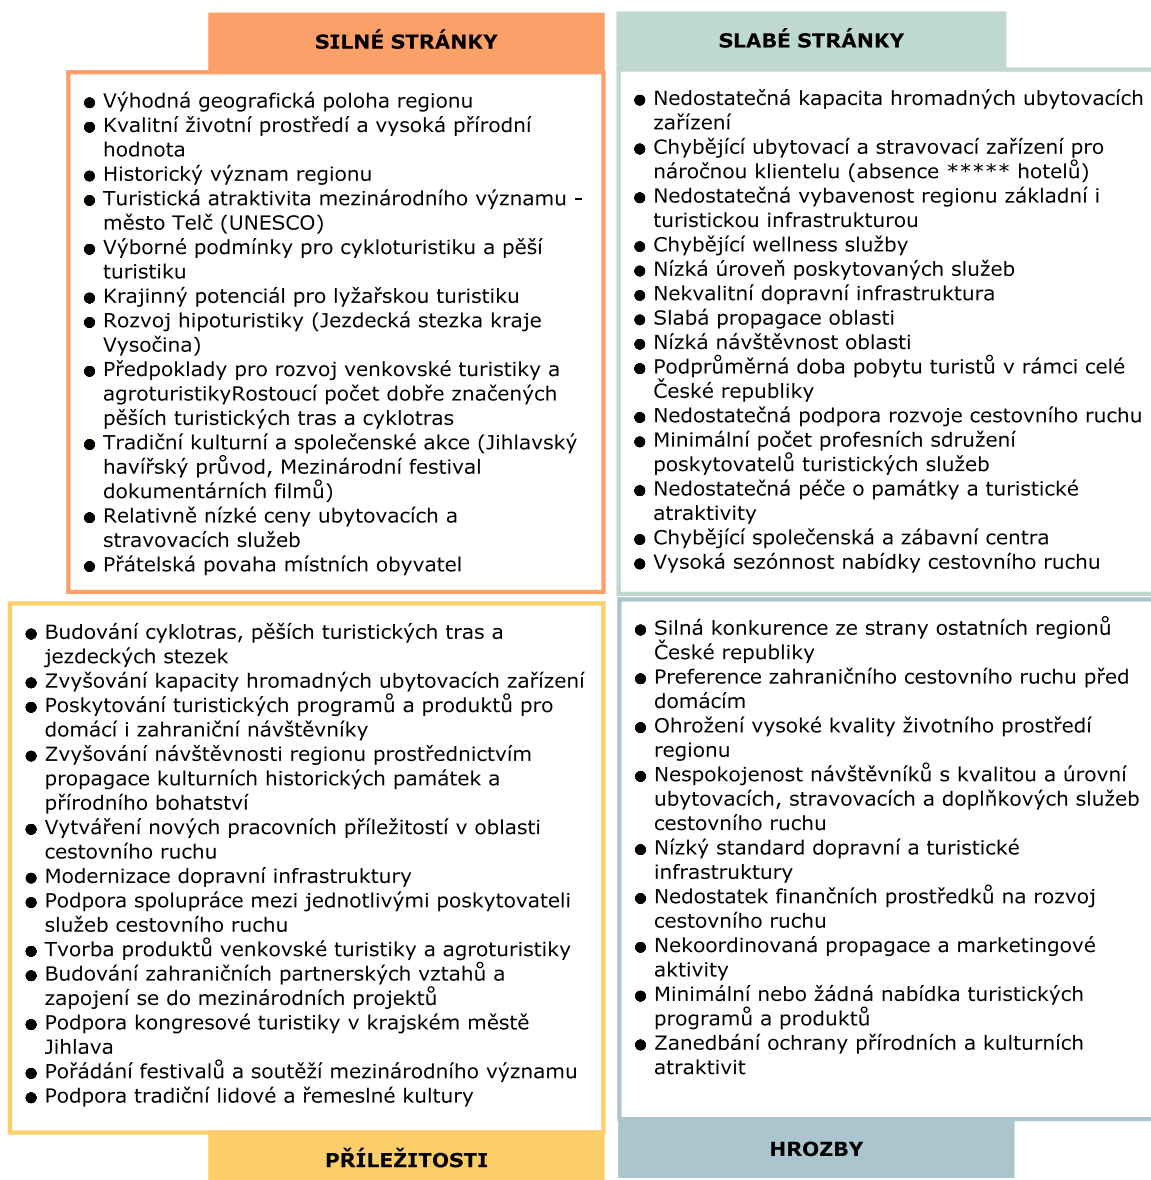 SILNÉ STRÁNKY
● Výhodná geografická poloha regionu
● Kvalitní životní prostředí a vysoká přírodní
hodnota
● Historický význam regionu
● Turistická atraktivita mezinárodního významu -
město Telč (UNESCO)
● Výborné podmínky pro cykloturistiku a pěší
turistiku
● Krajinný potenciál pro lyžařskou turistiku
● Rozvoj hipoturistiky (Jezdecká stezka kraje
Vysočina)
● Předpoklady pro rozvoj venkovské turistiky a
agroturistikyRostoucí počet dobře značených
pěších turistických tras a cyklotras
● Tradiční kulturní a společenské akce (Jihlavský
havířský průvod, Mezinárodní festival
dokumentárních filmů)
● Relativně nízké ceny ubytovacích a
stravovacích služeb
● Přátelská povaha místních obyvatel
SLABÉ STRÁNKY
● Nedostatečná kapacita hromadných ubytovacích
zařízení
● Chybějící ubytovací a stravovací zařízení pro
náročnou klientelu (absence ***** hotelů)
● Nedostatečná vybavenost regionu základní i
turistickou infrastrukturou
● Chybějící wellness služby
● Nízká úroveň poskytovaných služeb
● Nekvalitní dopravní infrastruktura
● Slabá propagace oblasti
● Nízká návštěvnost oblasti
● Podprůměrná doba pobytu turistů v rámci celé
České republiky
● Nedostatečná podpora rozvoje cestovního ruchu
● Minimální počet profesních sdružení
poskytovatelů turistických služeb
● Nedostatečná péče o památky a turistické
atraktivity
● Chybějící společenská a zábavní centra
● Vysoká sezónnost nabídky cestovního ruchu
● Budování cyklotras, pěších turistických tras a
jezdeckých stezek
● Zvyšování kapacity hromadných ubytovacích zařízení
● Poskytování turistických programů a produktů pro
domácí i zahraniční návštěvníky
● Zvyšování návštěvnosti regionu prostřednictvím
propagace kulturních historických památek a
přírodního bohatství
● Vytváření nových pracovních příležitostí v oblasti
cestovního ruchu
● Modernizace dopravní infrastruktury
● Podpora spolupráce mezi jednotlivými poskytovateli
služeb cestovního ruchu
● Tvorba produktů venkovské turistiky a agroturistiky
● Budování zahraničních partnerských vztahů a
zapojení se do mezinárodních projektů
● Podpora kongresové turistiky v krajském městě
Jihlava
● Pořádání festivalů a soutěží mezinárodního významu
● Podpora tradiční lidové a řemeslné kultury
PŘÍLEŽITOSTI
● Silná konkurence ze strany ostatních regionů
České republiky
● Preference zahraničního cestovního ruchu před
domácím
● Ohrožení vysoké kvality životního prostředí
regionu
● Nespokojenost návštěvníků s kvalitou a úrovní
ubytovacích, stravovacích a doplňkových služeb
cestovního ruchu
● Nízký standard dopravní a turistické
infrastruktury
● Nedostatek finančních prostředků na rozvoj
cestovního ruchu
● Nekoordinovaná propagace a marketingové
aktivity
● Minimální nebo žádná nabídka turistických
programů a produktů
● Zanedbání ochrany přírodních a kulturních
atraktivit
HROZBY